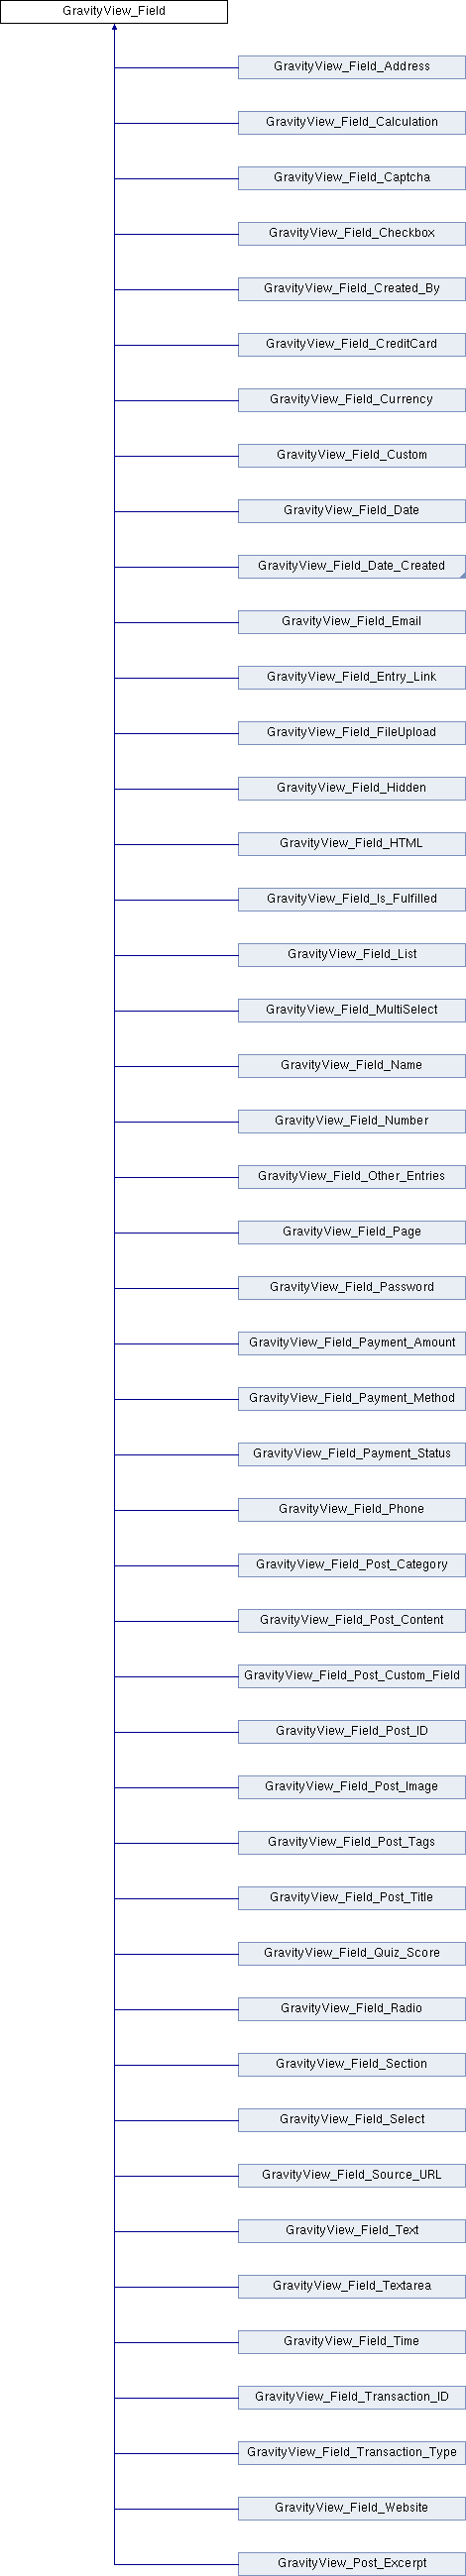 GravityView_Field
GravityView_Field_Address
GravityView_Field_Calculation
GravityView_Field_Captcha
GravityView_Field_Checkbox
GravityView_Field_Created_By
GravityView_Field_CreditCard
GravityView_Field_Currency
GravityView_Field_Custom
GravityView_Field_Date
GravityView_Field_Date_Created
GravityView_Field_Email
GravityView_Field_Entry_Link
GravityView_Field_FileUpload
GravityView_Field_Hidden
GravityView_Field_HTML
GravityView_Field_Is_Fulfilled
GravityView_Field_List
GravityView_Field_MultiSelect
GravityView_Field_Name
GravityView_Field_Number
GravityView_Field_Other_Entries
GravityView_Field_Page
GravityView_Field_Password
GravityView_Field_Payment_Amount
GravityView_Field_Payment_Method
GravityView_Field_Payment_Status
GravityView_Field_Phone
GravityView_Field_Post_Category
GravityView_Field_Post_Content
GravityView_Field_Post_Custom_Field
GravityView_Field_Post_ID
GravityView_Field_Post_Image
GravityView_Field_Post_Tags
GravityView_Field_Post_Title
GravityView_Field_Quiz_Score
GravityView_Field_Radio
GravityView_Field_Section
GravityView_Field_Select
GravityView_Field_Source_URL
GravityView_Field_Text
GravityView_Field_Textarea
GravityView_Field_Time
GravityView_Field_Transaction_ID
GravityView_Field_Transaction_Type
GravityView_Field_Website
GravityView_Post_Excerpt